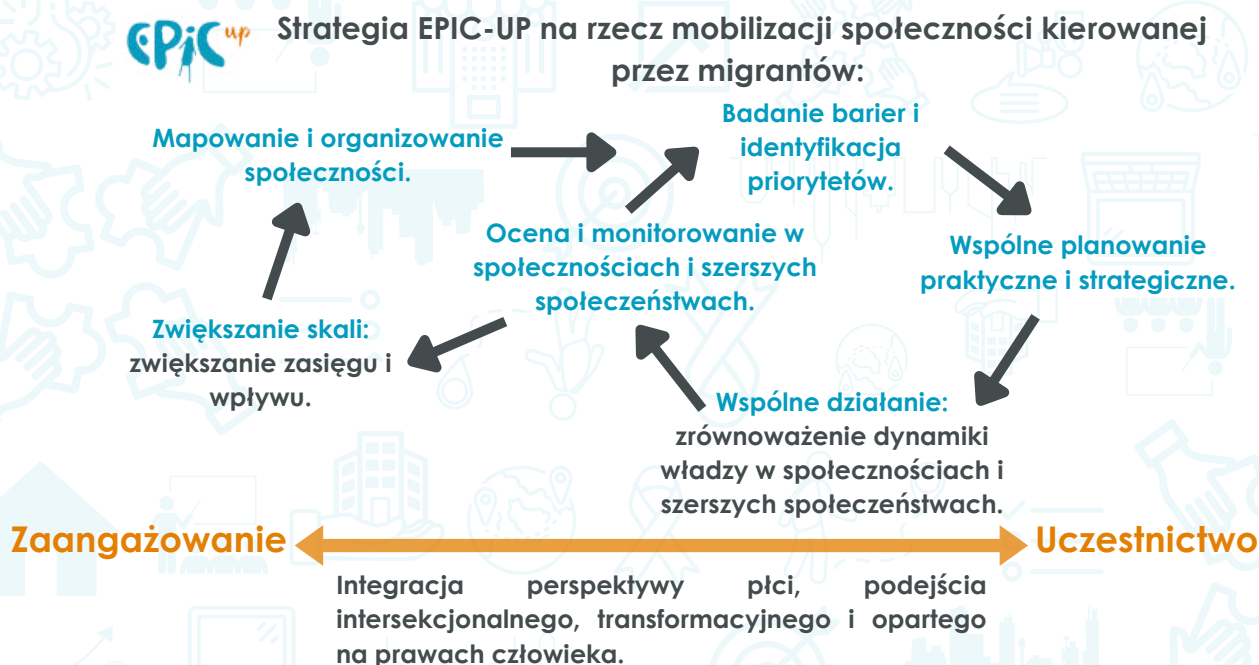 EPiC up
Strategia EPIC-UP na rzecz mobilizacji społeczności kierowanej
przez migrantów:
Mapowanie i organizowanie
społeczności.
Badanie barier i
identyfikacja
priorytetów.
Ocena i monitorowanie w
społecznościach i szerszych
społeczeństwach.
Wspólne planowanie
praktyczne i strategiczne.
Zwiększanie skali:
zwiększanie zasięgu i
wpływu.
Wspólne działanie:
zrównoważenie dynamiki
władzy w społecznościach i
szerszych społeczeństwach.
Zaangażowanie
Uczestnictwo
Integracja perspektywy płci, podejścia
intersekcjonalnego, transformacyjnego i opartego
na prawach człowieka.